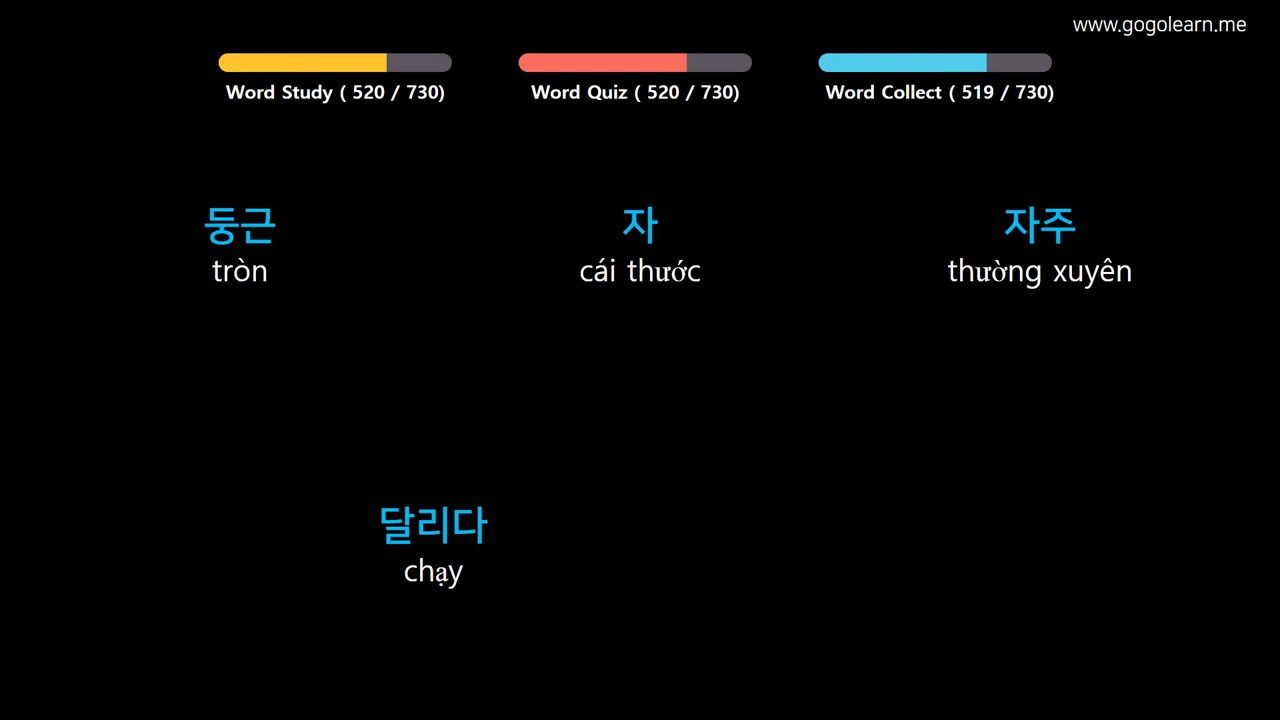 www.gogolearn.me
Word Study ( 520 / 730)
Word Quiz ( 520 / 730)
Word Collect ( 519 / 730)
둥근
tròn
자
cái thước
자주
thường xuyên
달리다
chạy